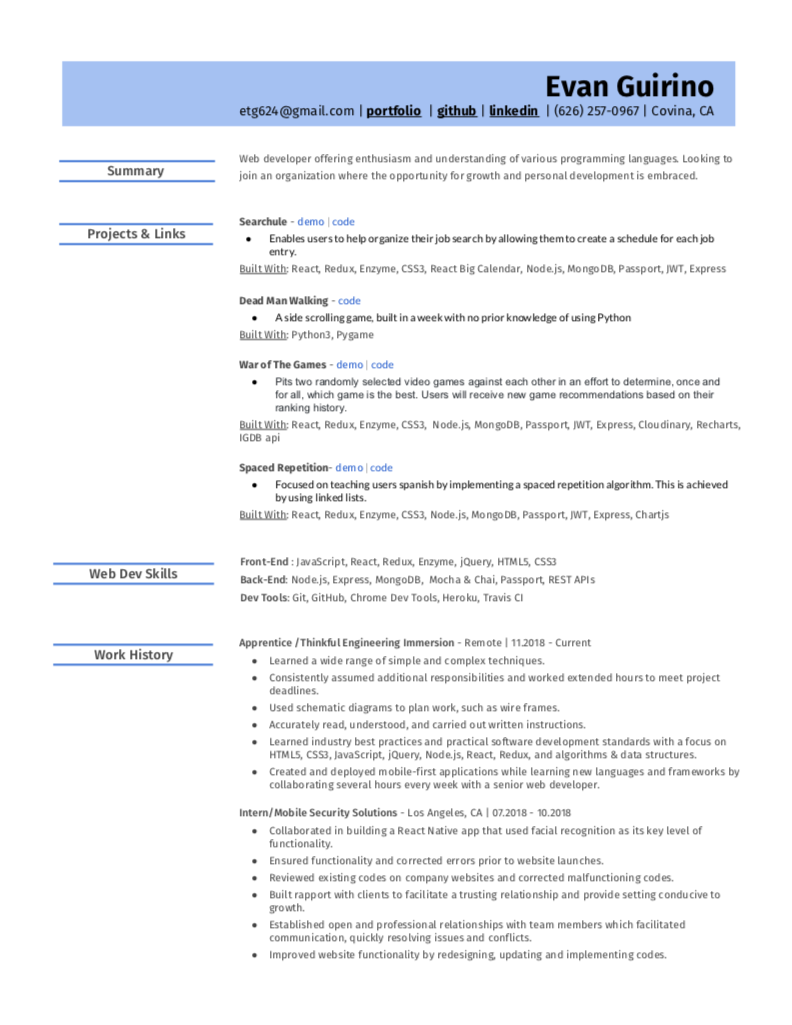 Evan Guirino
etg624@gmail.com | portfolio | github | linkedin | (626) 257-0967 | Covina, CA
Summary
Web developer offering enthusiasm and understanding of various programming languages. Looking to
join an organization where the opportunity for growth and personal development is embraced.
Projects & Links
Searchule - demo | code
● Enables users to help organize their job search by allowing them to create a schedule for each job
entry.
Built With: React, Redux, Enzyme, CSS3, React Big Calendar, Node.js, MongoDB, Passport, JWT, Express
Dead Man Walking - code
● A side scrolling game, built in a week with no prior knowledge of using Python
Built With: Python3, Pygame
War of The Games - demo | code
● Pits two randomly selected video games against each other in an effort to determine, once and
for all, which game is the best. Users will receive new game recommendations based on their
ranking history.
Built With: React, Redux, Enzyme, CSS3, Node.js, MongoDB, Passport, JWT, Express, Cloudinary, Recharts,
IGDB api
Spaced Repetition- demo | code
● Focused on teaching users spanish by implementing a spaced repetition algorithm. This is achieved
by using linked lists.
Built With: React, Redux, Enzyme, CSS3, Node.js, MongoDB, Passport, JWT, Express, Chartjs
Web Dev Skills
Front-End : JavaScript, React, Redux, Enzyme, jQuery, HTML5, CSS3
Back-End: Node.js, Express, MongoDB, Mocha & Chai, Passport, REST APIs
Dev Tools: Git, GitHub, Chrome Dev Tools, Heroku, Travis CI
Work History
Apprentice / Thinkful Engineering Immersion - Remote | 11.2018 - Current
● Learned a wide range of simple and complex techniques.
● Consistently assumed additional responsibilities and worked extended hours to meet project
deadlines.
● Used schematic diagrams to plan work, such as wire frames.
● Accurately read, understood, and carried out written instructions.
● Learned industry best practices and practical software development standards with a focus on
HTML5, CSS3, JavaScript, jQuery, Node.js, React, Redux, and algorithms & data structures.
● Created and deployed mobile-first applications while learning new languages and frameworks by
collaborating several hours every week with a senior web developer.
Intern/Mobile Security Solutions - Los Angeles, CA | 07.2018 - 10.2018
● Collaborated in building a React Native app that used facial recognition as its key level of
functionality.
● Ensured functionality and corrected errors prior to website launches.
● Reviewed existing codes on company websites and corrected malfunctioning codes.
● Built rapport with clients to facilitate a trusting relationship and provide setting conducive to
growth.
● Established open and professional relationships with team members which facilitated
communication, quickly resolving issues and conflicts.
● Improved website functionality by redesigning, updating and implementing codes.